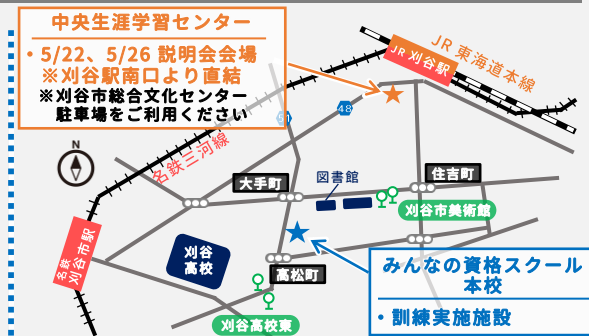 中央生涯学習センター
・5/22、5/26 説明会会場
※刈谷駅南口より直結
※刈谷市総合文化センター
駐車場をご利用ください
JR 刈谷駅
JR 東海道本線
48
N
名鉄三河線
大手町
図書館
住吉町
刈谷市美術館
名鉄
刈谷市駅
刈谷
高校
高松町
みんなの資格スクール
本校
・訓練実施施設
刈谷高校東